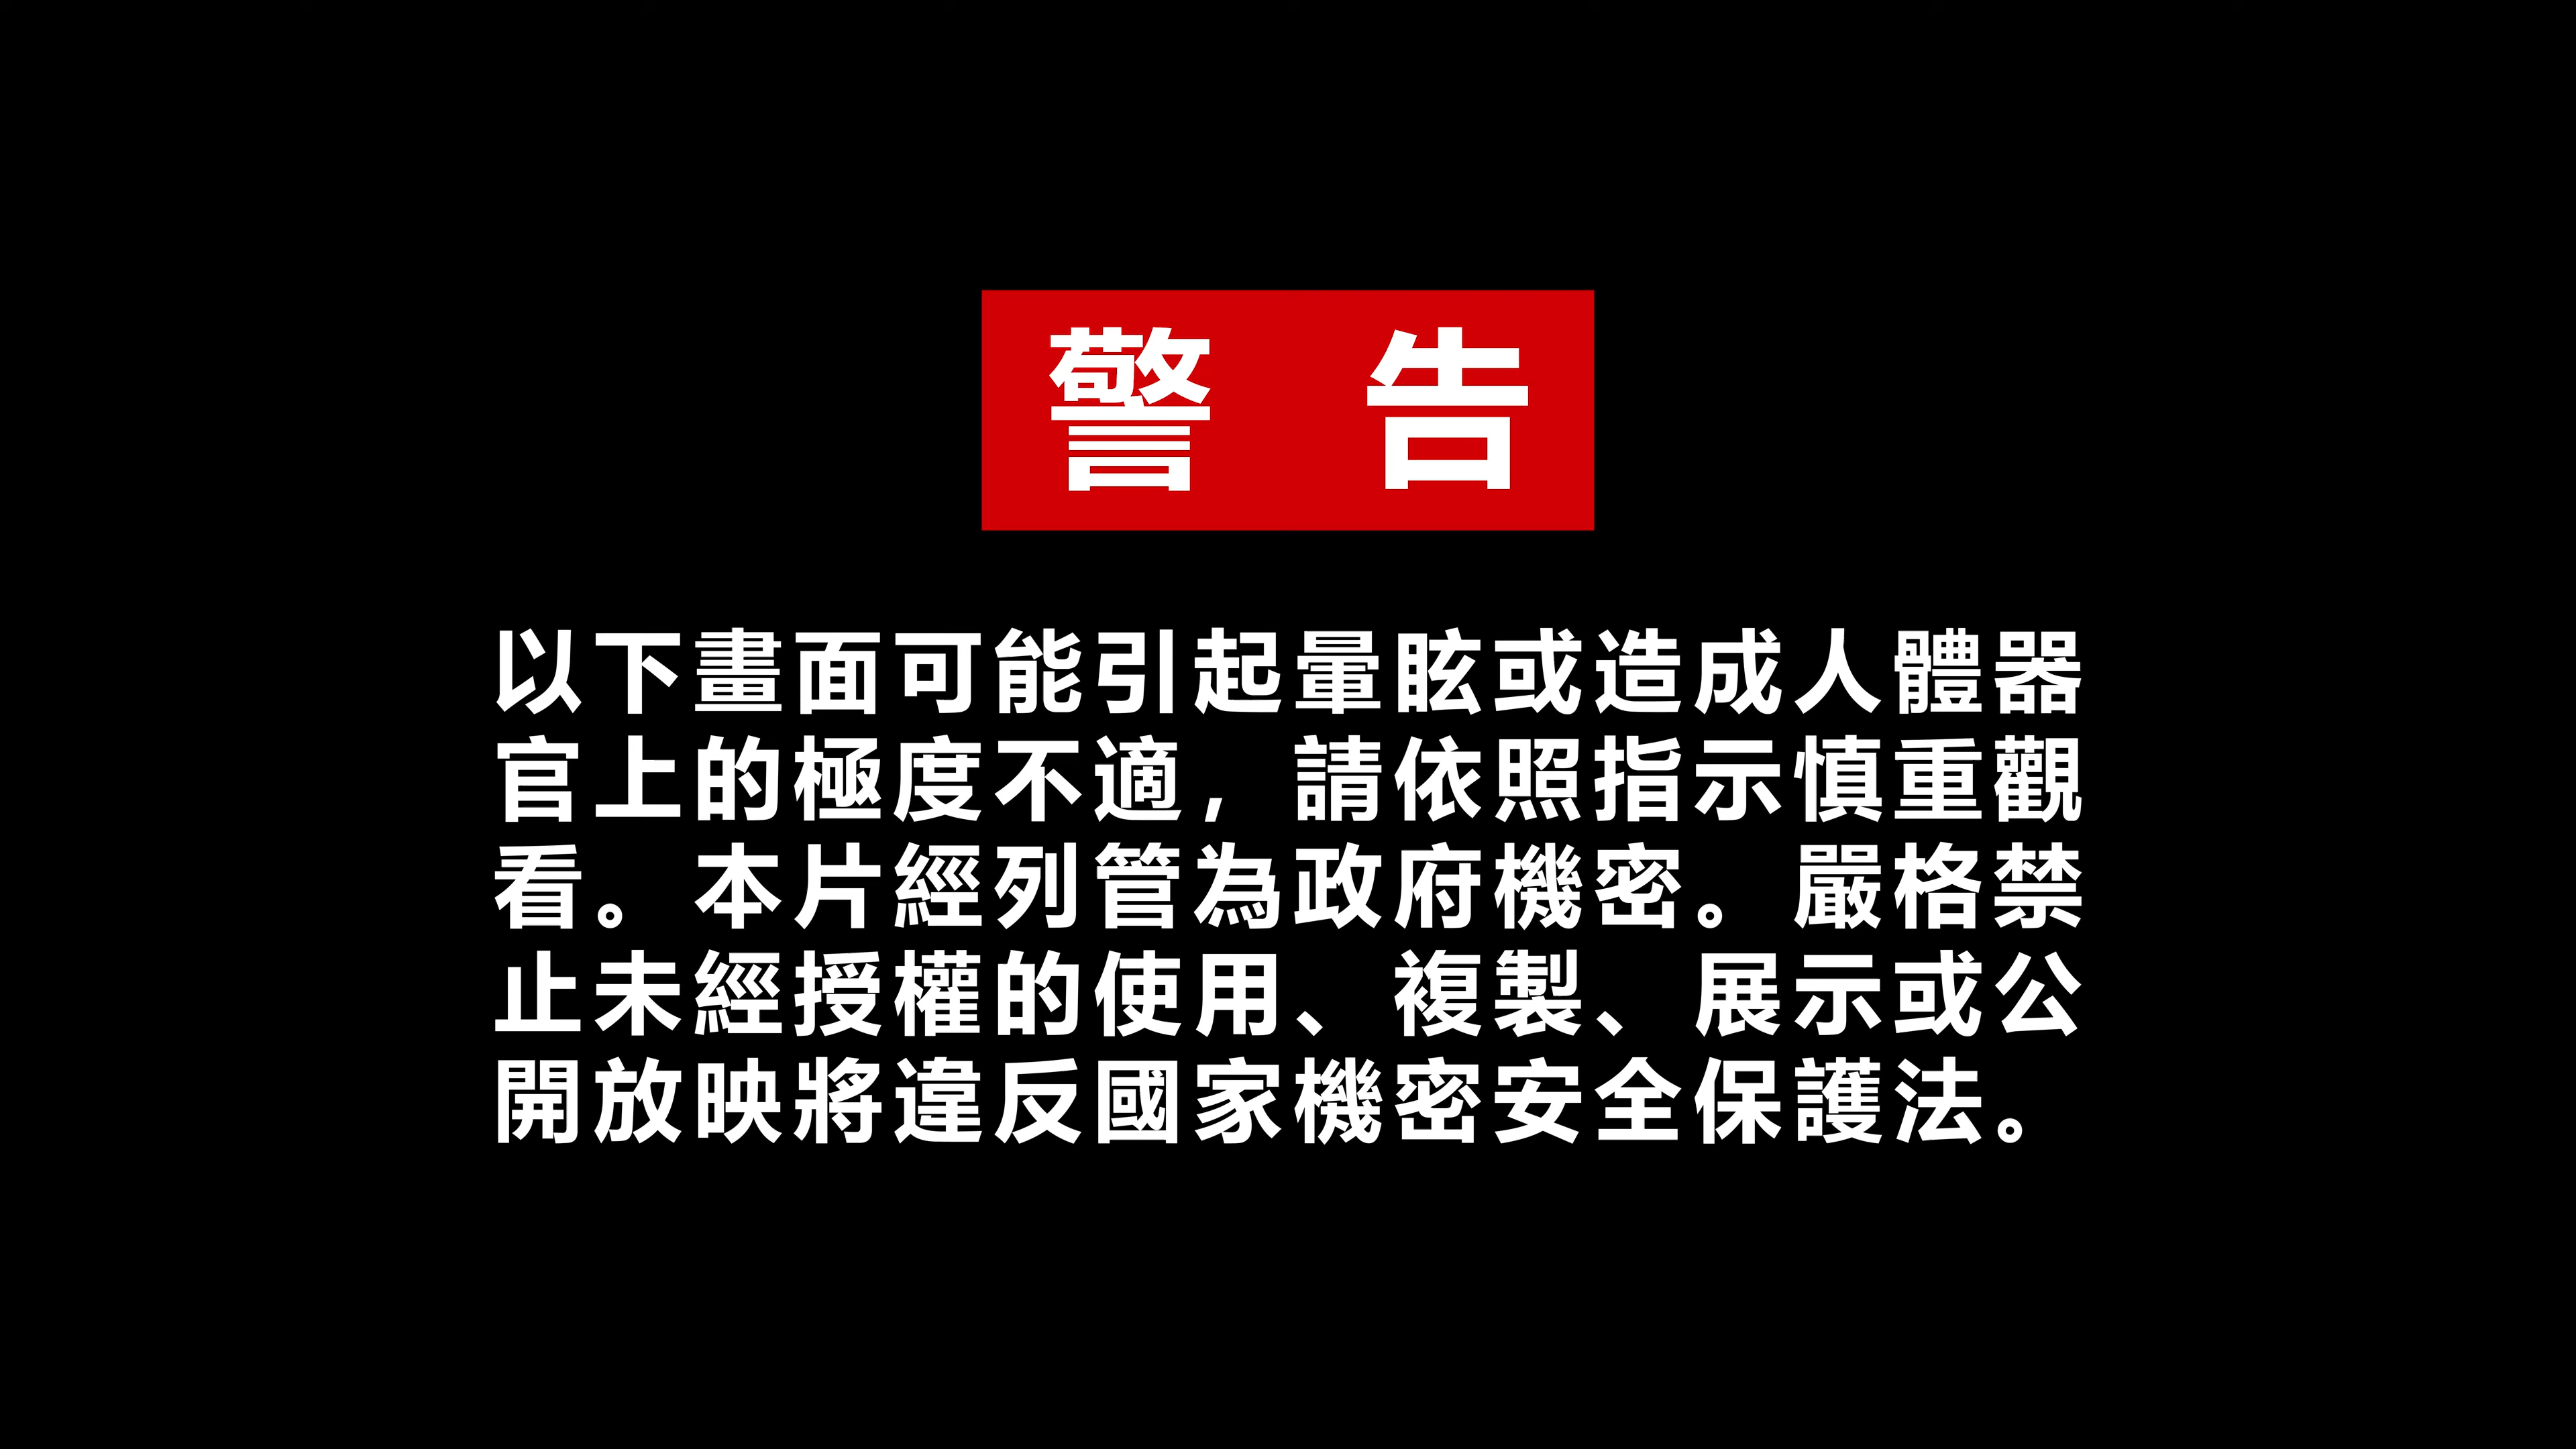 警 告
以下畫面可能引起暈眩或造成人體器
官上的極度不適，請依照指示慎重觀
看。本片經列管為政府機密。嚴格禁
止未經授權的使用、複製、展示或公
開放映將違反國家機密安全保護法。